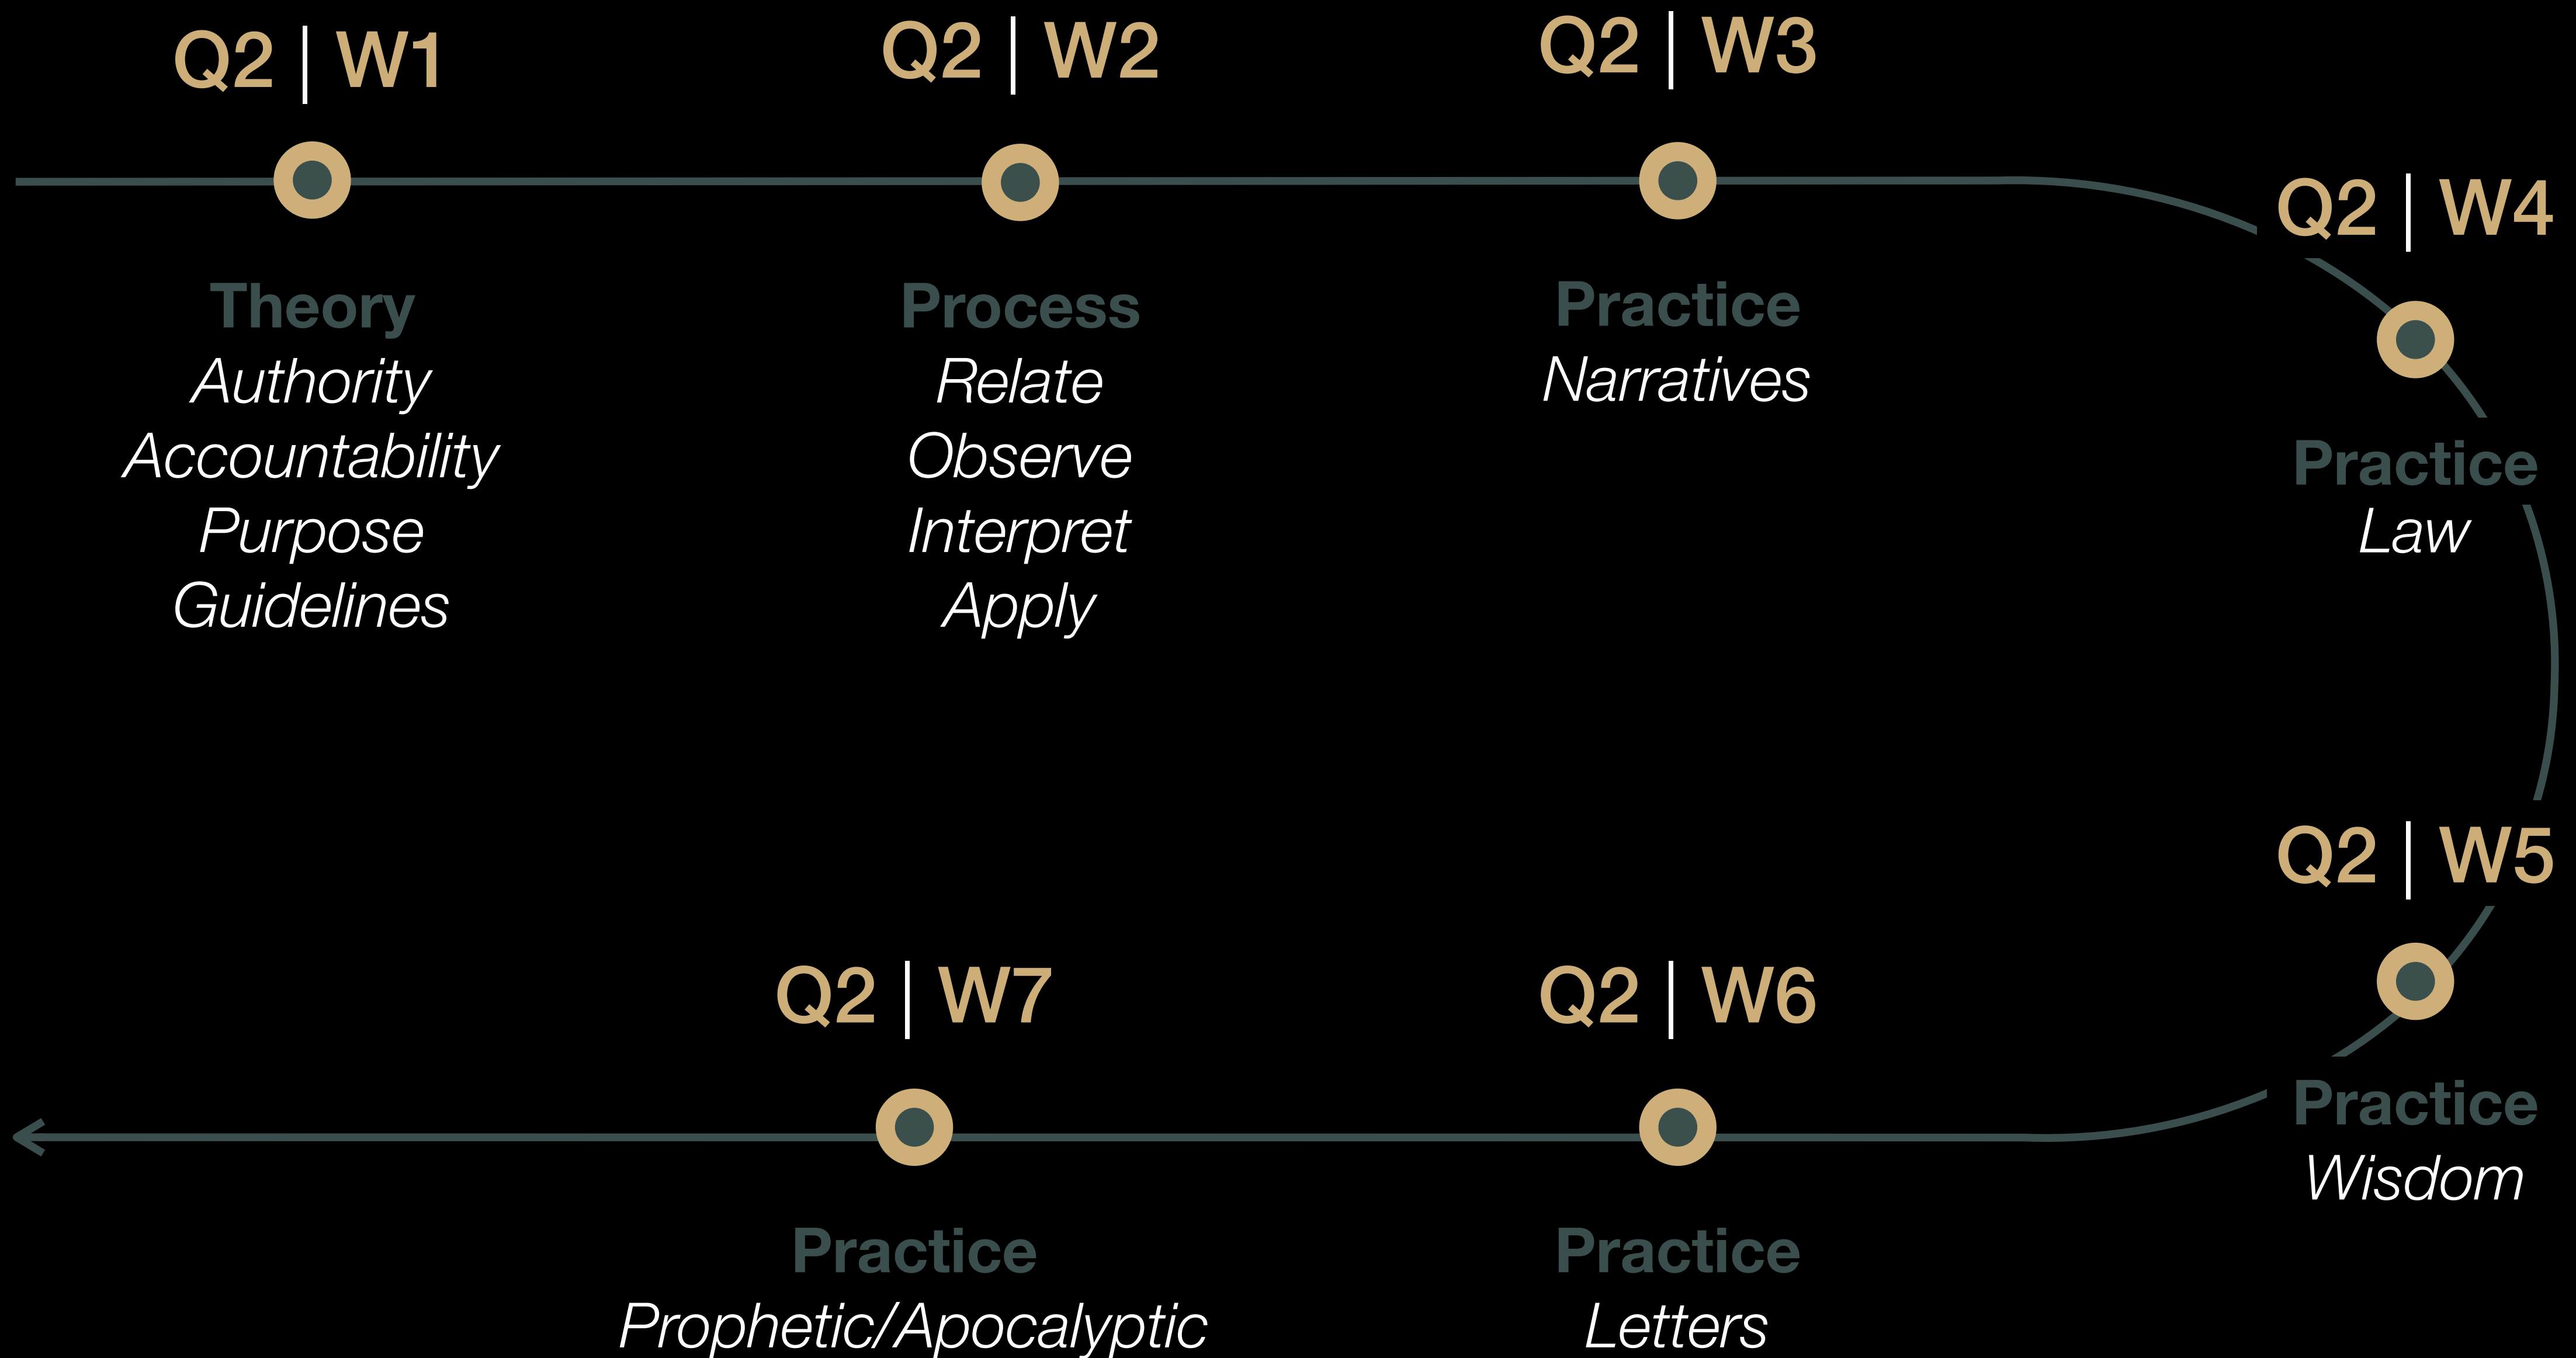 Q2 | W1
Theory
Authority
Accountability
Purpose
Guidelines
Q2 | W2
Process
Relate
Observe
Interpret
Apply
Q2 | W3
Practice
Narratives
Q2 | W4
Practice
Law
Q2 | W5
Practice
Wisdom
Q2 | W6
Practice
Letters
Q2 | W7
Practice
Prophetic/Apocalyptic